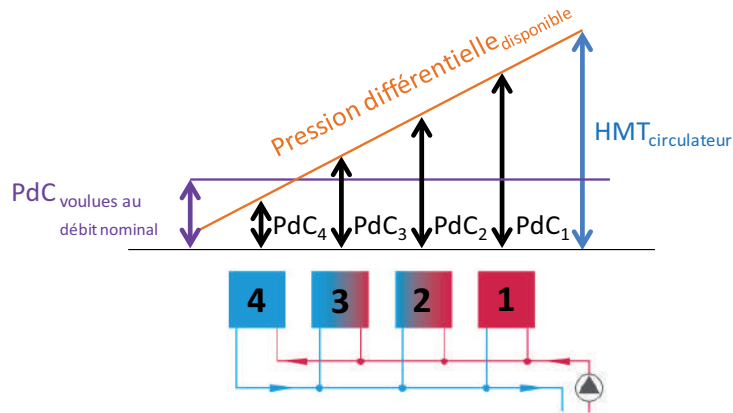 Pression différentielle disponible
HMT circulateur
PdC voulues au
débit nominal
PdC4
PdC3
PdC2
PdC1
4
3
2
1